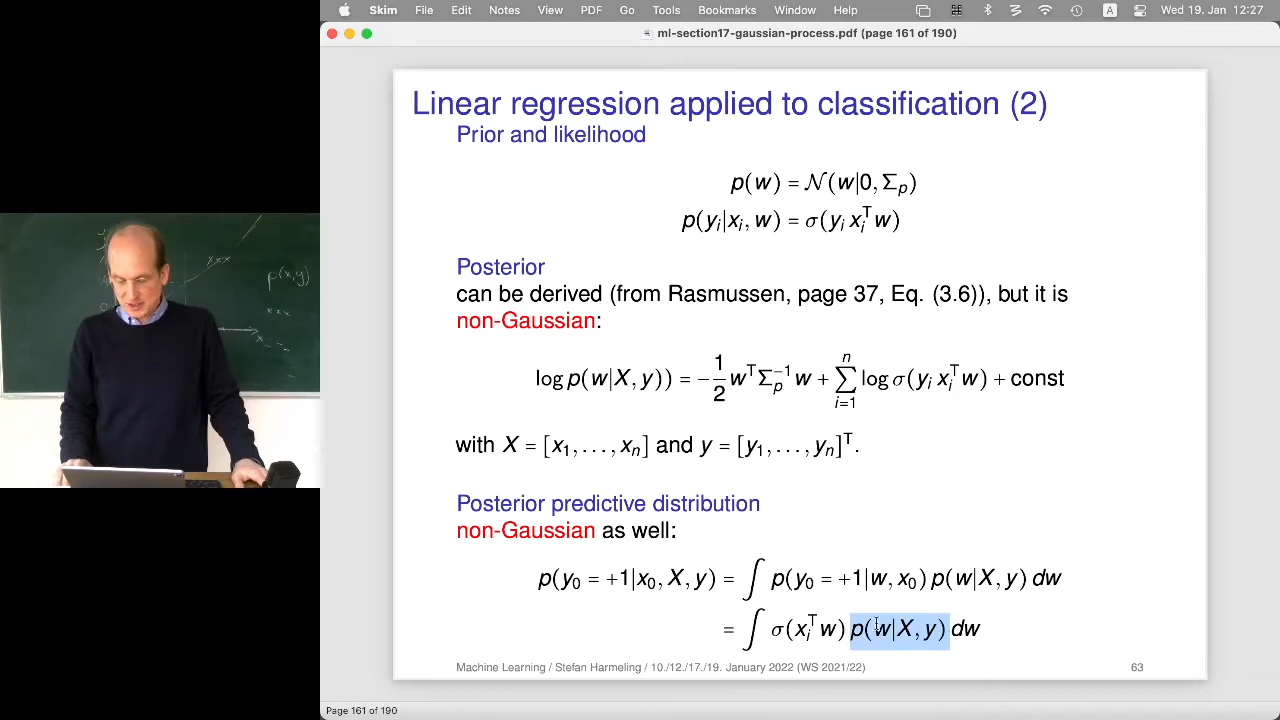 Skim File Edit Notes View PDF Go Tools Bookmarks Window Help A Wed 19. Jan 12:27
ml-section17-gaussian-process.pdf (page 161 of 190)
Linear regression applied to classification (2)
Prior and likelihood
p(w) = 𝒩(w|0, Σ_p)
p(y_i|x_i, w) = σ(y_i x_i^T w)
Posterior
can be derived (from Rasmussen, page 37, Eq. (3.6)), but it is
non-Gaussian:
log p(w|X, y)) = −1/2 w^T Σ_p^{−1} w + ∑_{i=1}^n log σ(y_i x_i^T w) + const
with X = [x_1, . . . , x_n] and y = [y_1, . . . , y_n]^T.
Posterior predictive distribution
non-Gaussian as well:
p(y_0 = +1|x_0, X, y) = ∫ p(y_0 = +1|w, x_0) p(w|X, y) dw
= ∫ σ(x_i^T w) p(w|X, y) dw
Machine Learning / Stefan Harmeling / 10./12./17./19. January 2022 (WS 2021/22) 63
Page 161 of 190
xxx
p(x,y)
xxx